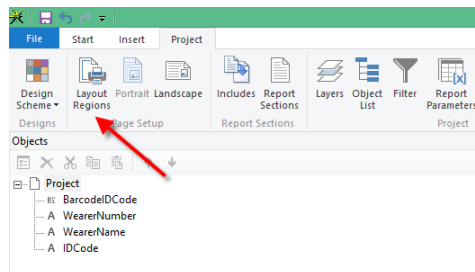 File Start Insert Project
Design Scheme Layout Regions Portrait Landscape Includes Report Sections Layers Object List Filter Report Parameters
Designs Page Setup Report Sections Project
Objects
Project
BarcodeIDCode
A WearerNumber
A WearerName
A IDCode